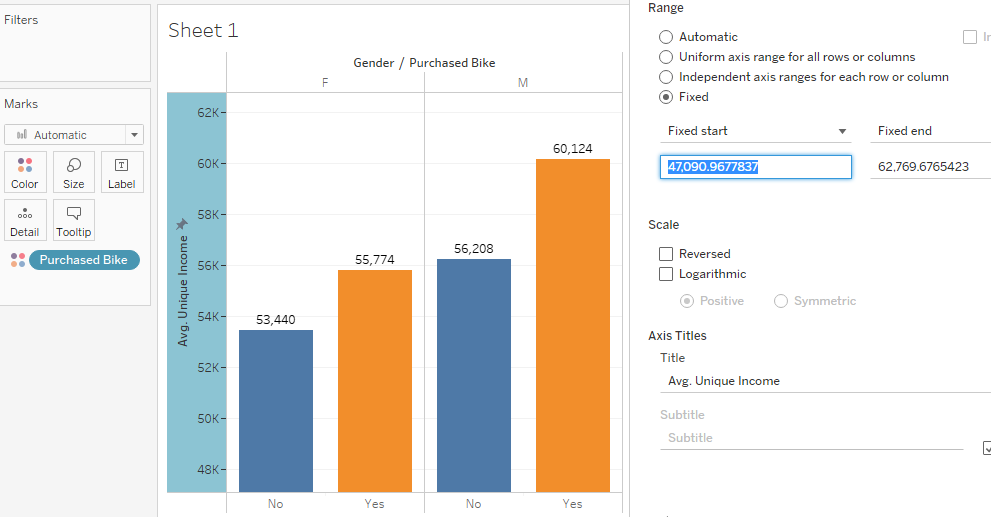 Filters
Marks
Automatic
Color
Size
Label
Detail
Tooltip
Purchased Bike
Sheet 1
Gender / Purchased Bike
F
M
Avg. Unique Income
62K
60K
58K
56K
54K
52K
50K
48K
53,440
55,774
56,208
60,124
No
Yes
No
Yes
Range
Automatic
Uniform axis range for all rows or columns
Independent axis ranges for each row or column
Fixed
Fixed start
Fixed end
47,090.9677837
62,769.6765423
Scale
Reversed
Logarithmic
Positive
Symmetric
Axis Titles
Title
Avg. Unique Income
Subtitle
Subtitle